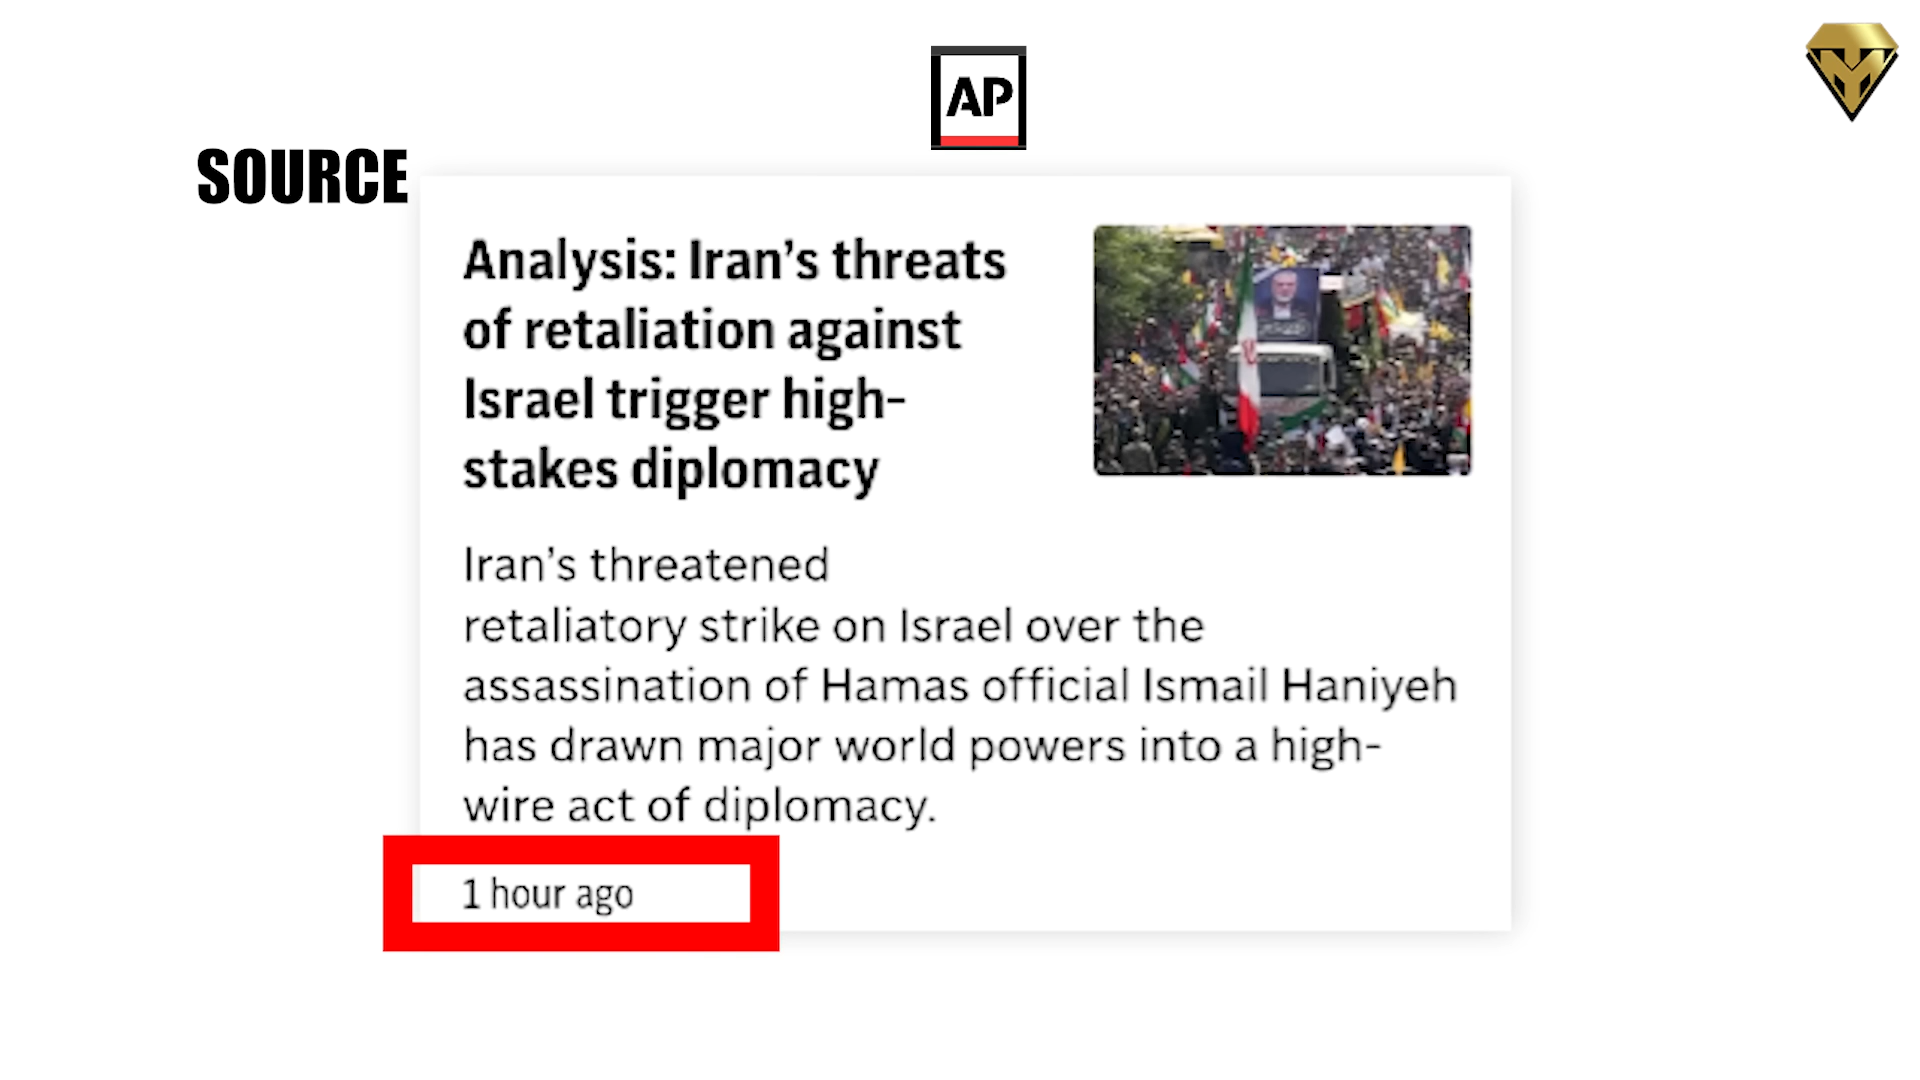 AP
SOURCE
Analysis: Iran’s threats
of retaliation against
Israel trigger high-
stakes diplomacy
Iran’s threatened
retaliatory strike on Israel over the
assassination of Hamas official Ismail Haniyeh
has drawn major world powers into a high-
wire act of diplomacy.
1 hour ago